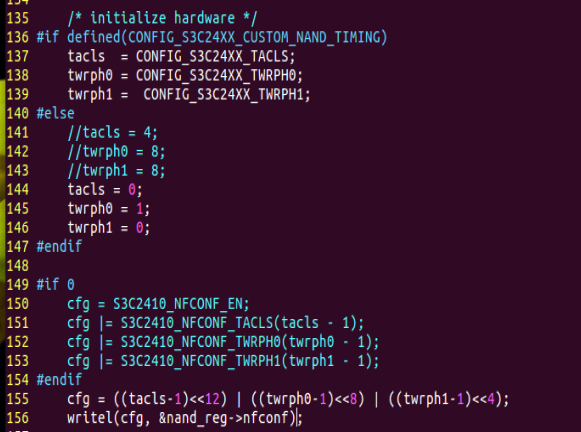 135     /* initialize hardware */
136 #if defined(CONFIG_S3C24XX_CUSTOM_NAND_TIMING)
137     tacls  = CONFIG_S3C24XX_TACLS;
138     twrph0 = CONFIG_S3C24XX_TWRPH0;
139     twrph1 =  CONFIG_S3C24XX_TWRPH1;
140 #else
141     //tacls = 4;
142     //twrph0 = 8;
143     //twrph1 = 8;
144     tacls = 0;
145     twrph0 = 1;
146     twrph1 = 0;
147 #endif
148
149 #if 0
150     cfg = S3C2410_NFCONF_EN;
151     cfg |= S3C2410_NFCONF_TACLS(tacls - 1);
152     cfg |= S3C2410_NFCONF_TWRPH0(twrph0 - 1);
153     cfg |= S3C2410_NFCONF_TWRPH1(twrph1 - 1);
154 #endif
155     cfg = ((tacls-1)<<12) | ((twrph0-1)<<8) | ((twrph1-1)<<4);
156     writel(cfg, &nand_reg->nfconf);